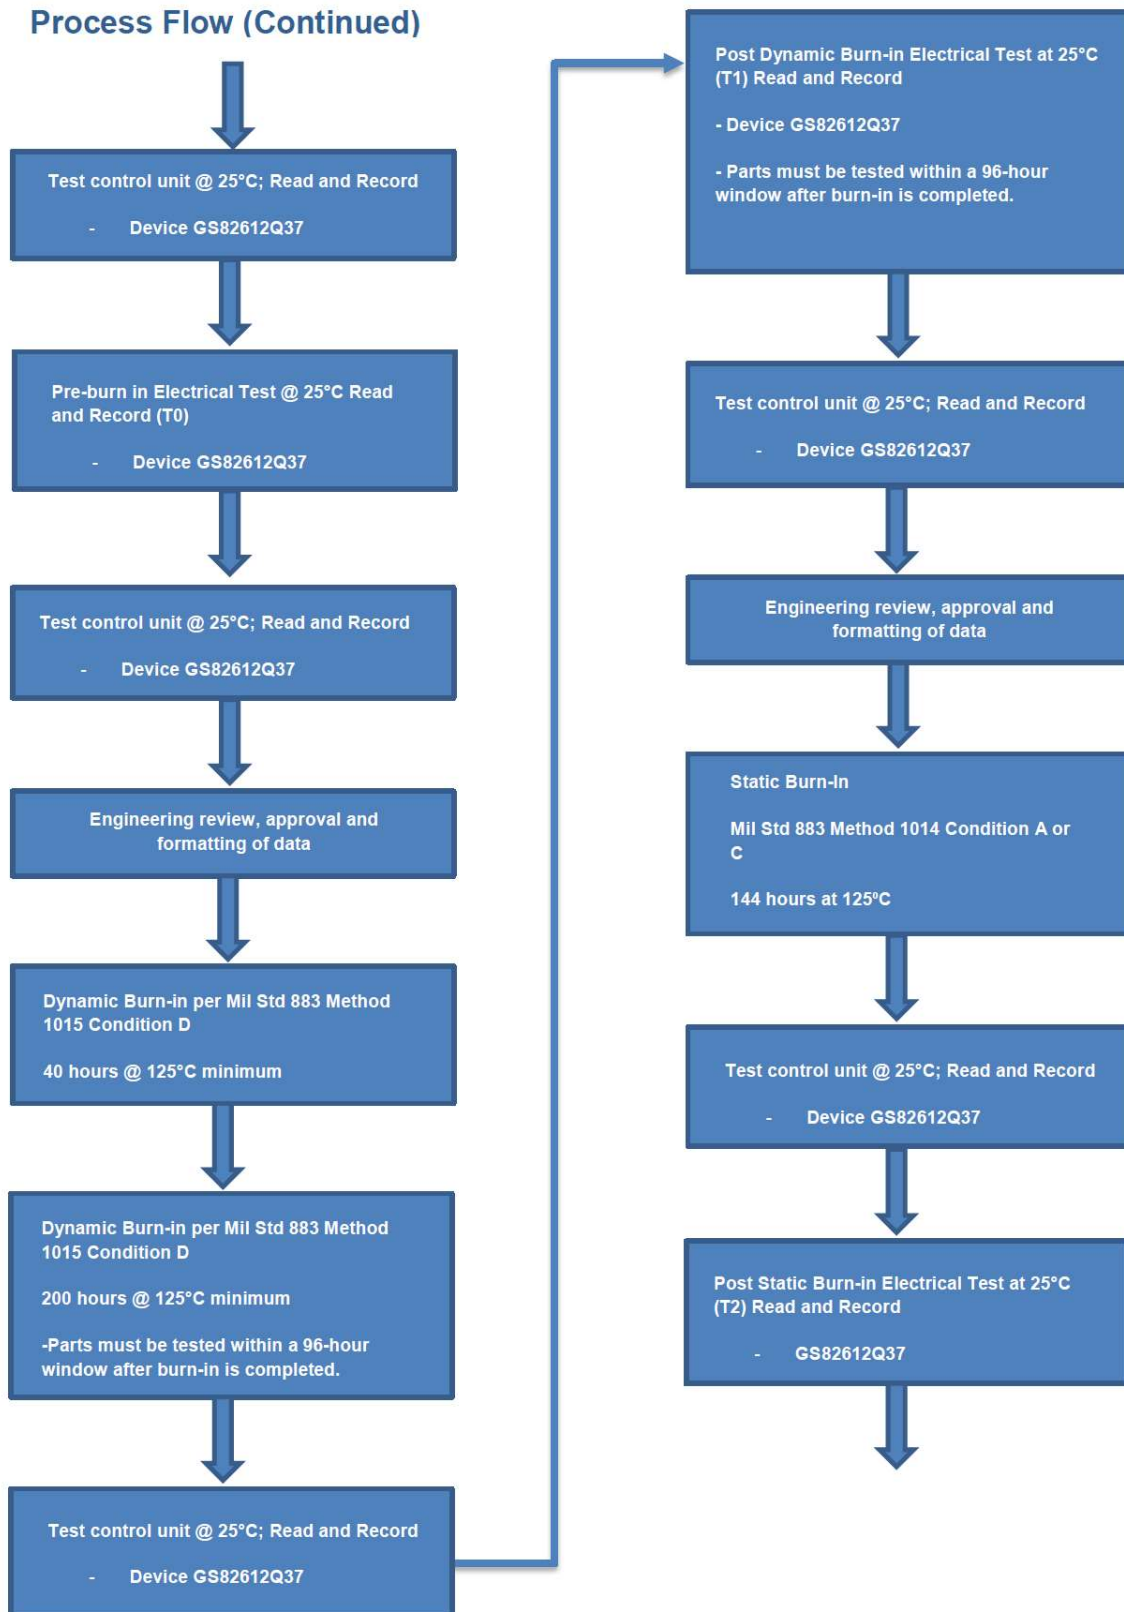 Process Flow (Continued)
Test control unit @ 25°C; Read and Record
- Device GS82612Q37
Pre-burn in Electrical Test @ 25°C Read
and Record (T0)
- Device GS82612Q37
Test control unit @ 25°C; Read and Record
- Device GS82612Q37
Engineering review, approval and
formatting of data
Dynamic Burn-in per Mil Std 883 Method
1015 Condition D
40 hours @ 125°C minimum
Dynamic Burn-in per Mil Std 883 Method
1015 Condition D
200 hours @ 125°C minimum
-Parts must be tested within a 96-hour
window after burn-in is completed.
Test control unit @ 25°C; Read and Record
- Device GS82612Q37
Post Dynamic Burn-in Electrical Test at 25°C
(T1) Read and Record
- Device GS82612Q37
- Parts must be tested within a 96-hour
window after burn-in is completed.
Test control unit @ 25°C; Read and Record
- Device GS82612Q37
Engineering review, approval and
formatting of data
Static Burn-In
Mil Std 883 Method 1014 Condition A or
C
144 hours at 125ºC
Test control unit @ 25°C; Read and Record
- Device GS82612Q37
Post Static Burn-in Electrical Test at 25°C
(T2) Read and Record
- GS82612Q37